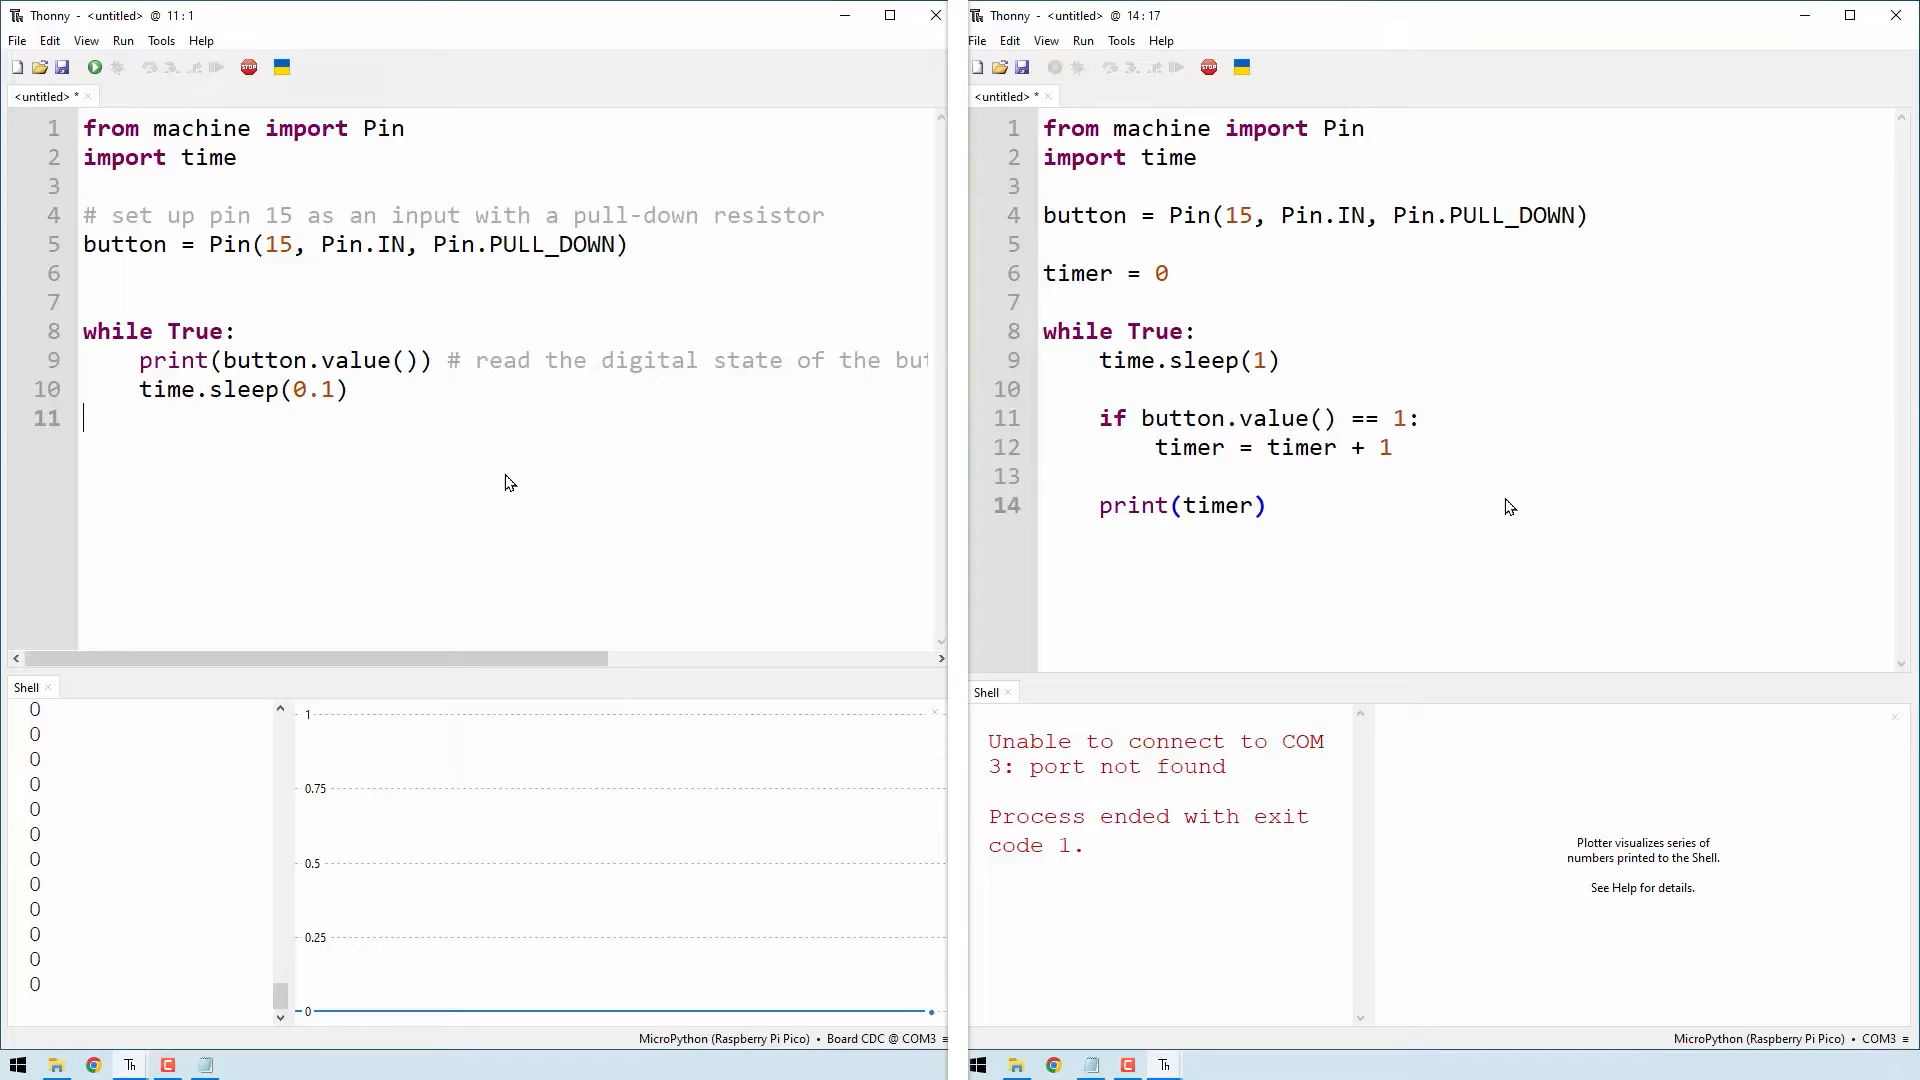 Thonny - <untitled> @ 11 : 1
File Edit View Run Tools Help
STOP
<untitled> *
1 from machine import Pin
2 import time
3
4 # set up pin 15 as an input with a pull-down resistor
5 button = Pin(15, Pin.IN, Pin.PULL_DOWN)
6
7
8 while True:
9 print(button.value()) # read the digital state of the but
10 time.sleep(0.1)
11
Shell
0
0
0
0
0
0
0
0
0
0
0
0
1
0.75
0.5
0.25
0
MicroPython (Raspberry Pi Pico) • Board CDC @ COM3 ≡
Th
Thonny - <untitled> @ 14 : 17
File Edit View Run Tools Help
STOP
<untitled> *
1 from machine import Pin
2 import time
3
4 button = Pin(15, Pin.IN, Pin.PULL_DOWN)
5
6 timer = 0
7
8 while True:
9 time.sleep(1)
10
11 if button.value() == 1:
12 timer = timer + 1
13
14 print(timer)
Shell
Unable to connect to COM
3: port not found
Process ended with exit
code 1.
Plotter visualizes series of
numbers printed to the Shell.
See Help for details.
MicroPython (Raspberry Pi Pico) • COM3 ≡
Th